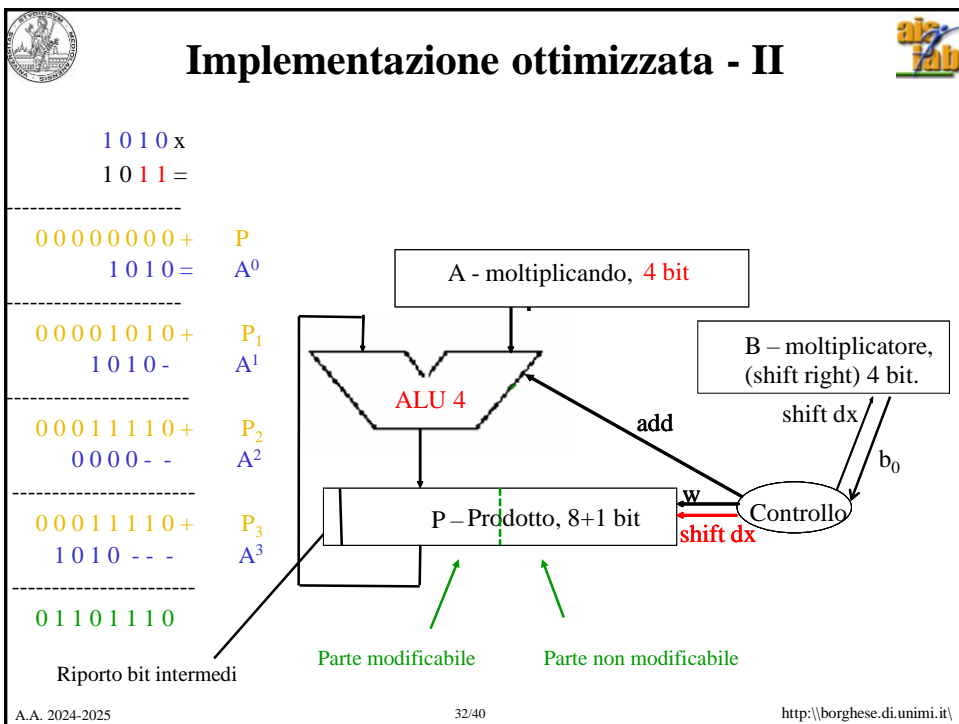 Implementazione ottimizzata - II
1 0 1 0 x
1 0 1 1 =
-----------------------
0 0 0 0 0 0 0 0 + P
1 0 1 0 = A⁰
-----------------------
0 0 0 0 1 0 1 0 + P₁
1 0 1 0 - A¹
-----------------------
0 0 0 1 1 1 1 0 + P₂
0 0 0 0 - - A²
------------------------
0 0 0 1 1 1 1 0 + P₃
1 0 1 0 - - - A³
------------------------
0 1 1 0 1 1 1 0
A - moltiplicando, 4 bit
B – moltiplicatore,
(shift right) 4 bit.
ALU 4
shift dx
add
b₀
w
P – Prodotto, 8+1 bit
Controllo
shift dx
Riporto bit intermedi
Parte modificabile
Parte non modificabile
A.A. 2024-2025
32/40
http:\\borghese.di.unimi.it\